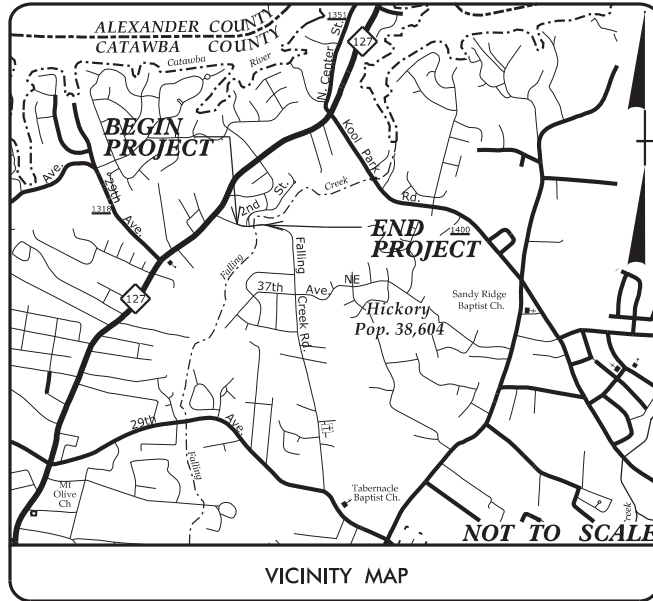 1351
ALEXANDER COUNTY
CATAWBA COUNTY
127
N. Center St.
Catawba River
BEGIN
PROJECT
Kool Park Rd.
Ave.
29th Ave.
1318
2nd St.
Creek
END
PROJECT
1400
Falling
Falling Creek Rd.
37th Ave. NE
127
Hickory
Pop. 38,604
Sandy Ridge
Baptist Ch.
29th Ave.
Falling
Mt
Olive
Ch
Tabernacle
Baptist Ch.
reek
NOT TO SCALE
VICINITY MAP